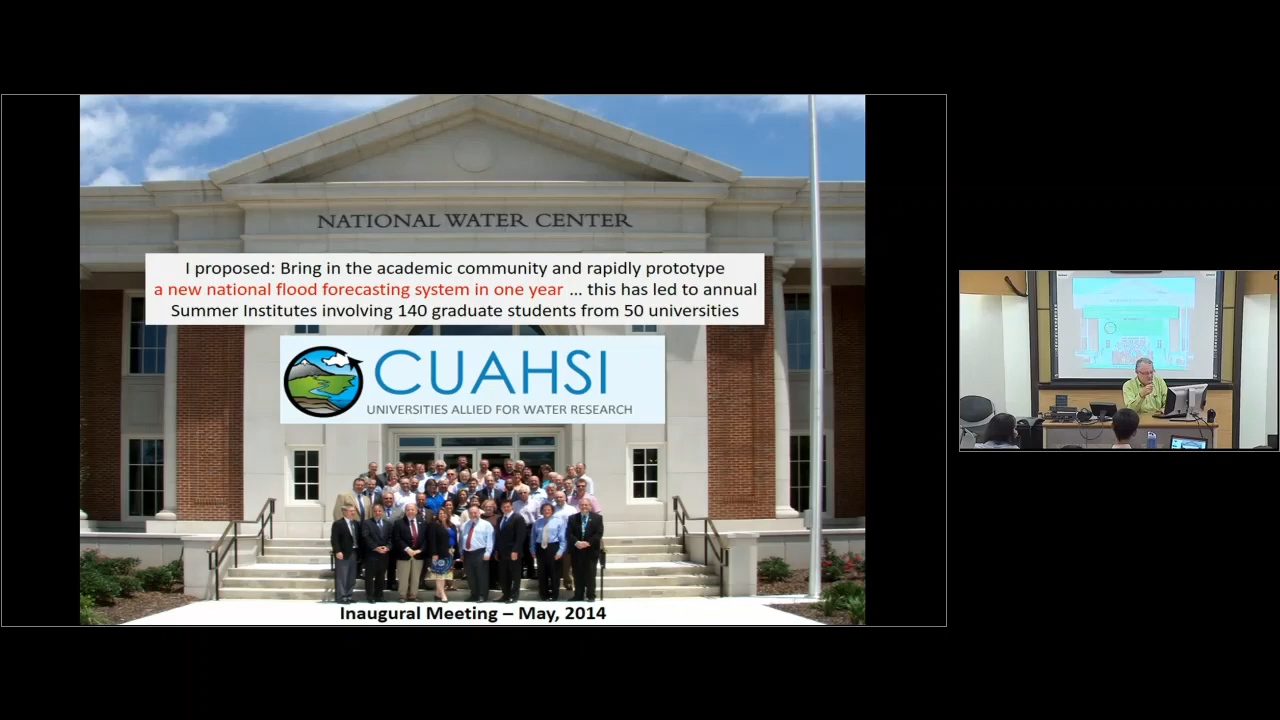 NATIONAL WATER CENTER
I proposed: Bring in the academic community and rapidly prototype
a new national flood forecasting system in one year ... this has led to annual
Summer Institutes involving 140 graduate students from 50 universities
CUAHSI
UNIVERSITIES ALLIED FOR WATER RESEARCH
Inaugural Meeting – May, 2014